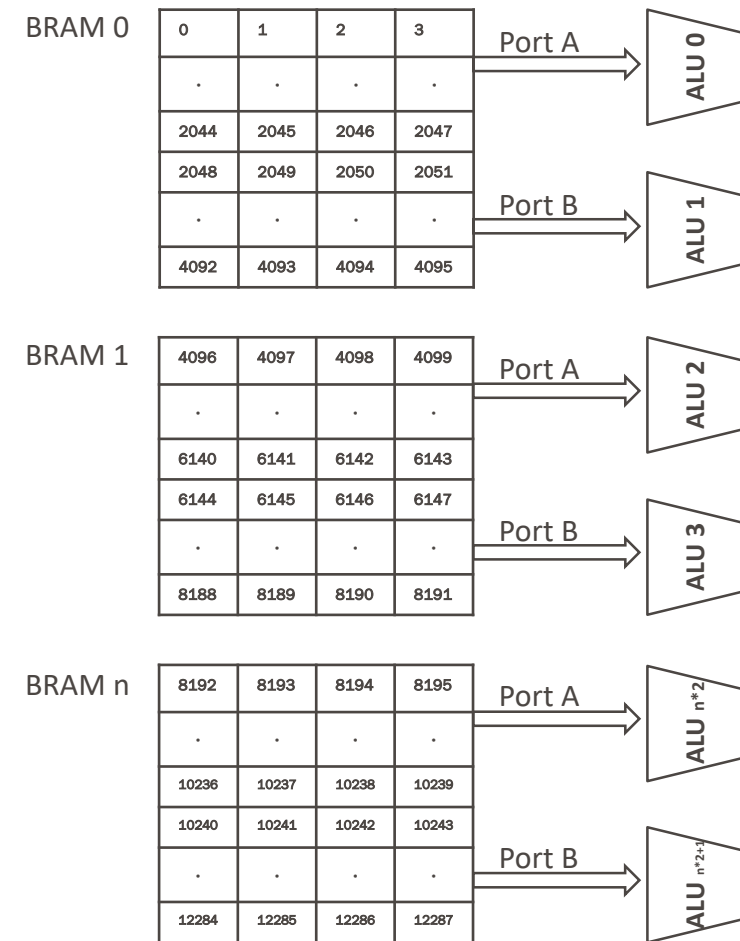 BRAM 0
0 1 2 3
. . . .
2044 2045 2046 2047
2048 2049 2050 2051
. . . .
4092 4093 4094 4095
Port A
ALU 0
Port B
ALU 1
BRAM 1
4096 4097 4098 4099
. . . .
6140 6141 6142 6143
6144 6145 6146 6147
. . . .
8188 8189 8190 8191
Port A
ALU 2
Port B
ALU 3
BRAM n
8192 8193 8194 8195
. . . .
10236 10237 10238 10239
10240 10241 10242 10243
. . . .
12284 12285 12286 12287
Port A
ALU n*2
Port B
ALU n*2+1